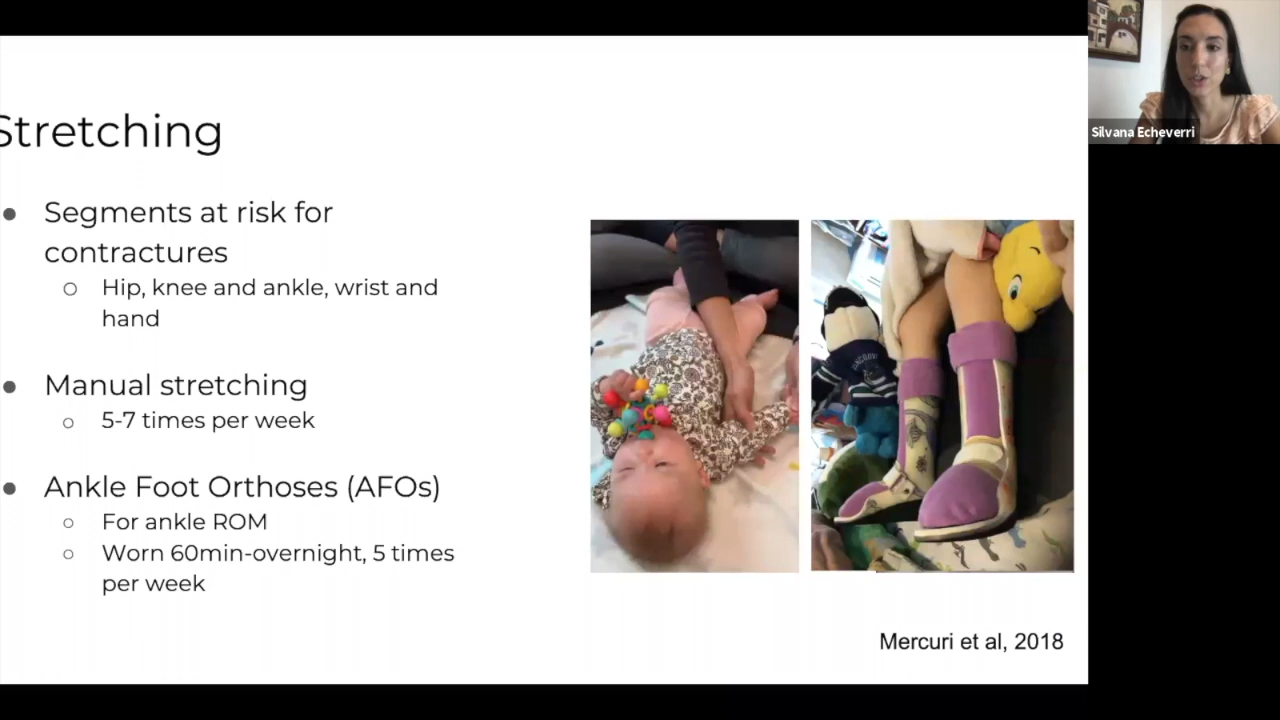 Stretching
Segments at risk for
contractures
Hip, knee and ankle, wrist and
hand
Manual stretching
5-7 times per week
Ankle Foot Orthoses (AFOs)
For ankle ROM
Worn 60min-overnight, 5 times
per week
Mercuri et al, 2018
Silvana Echeverri